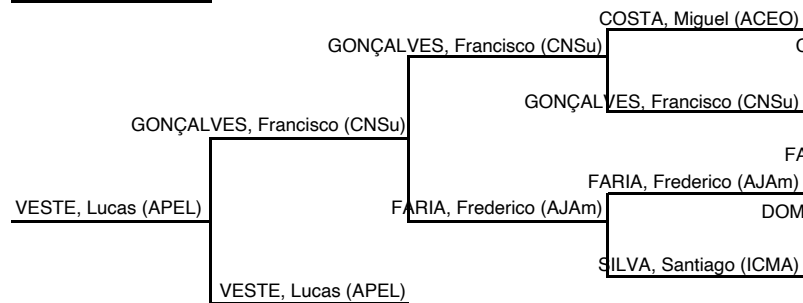 COSTA, Miguel (ACEO)
GONÇALVES, Francisco (CNSu)
GONÇALVES, Francisco (CNSu)
GONÇALVES, Francisco (CNSu)
FARIA, Frederico (AJAm)
VESTE, Lucas (APEL)
FARIA, Frederico (AJAm)
SILVA, Santiago (ICMA)
VESTE, Lucas (APEL)